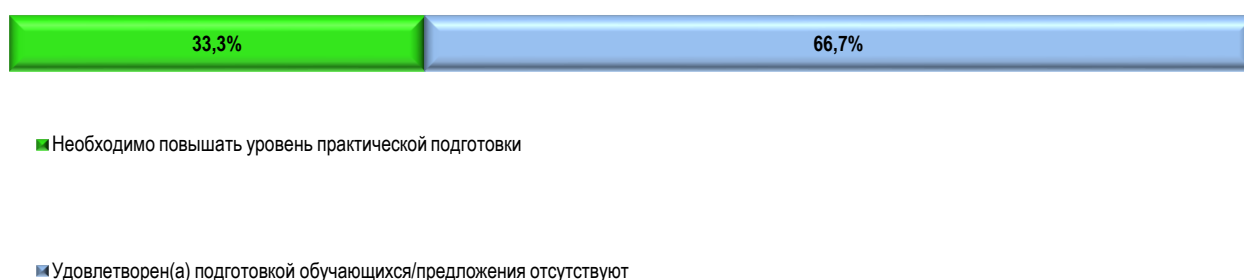 33,3% 66,7%
Необходимо повышать уровень практической подготовки
Удовлетворен(а) подготовкой обучающихся/предложения отсутствуют